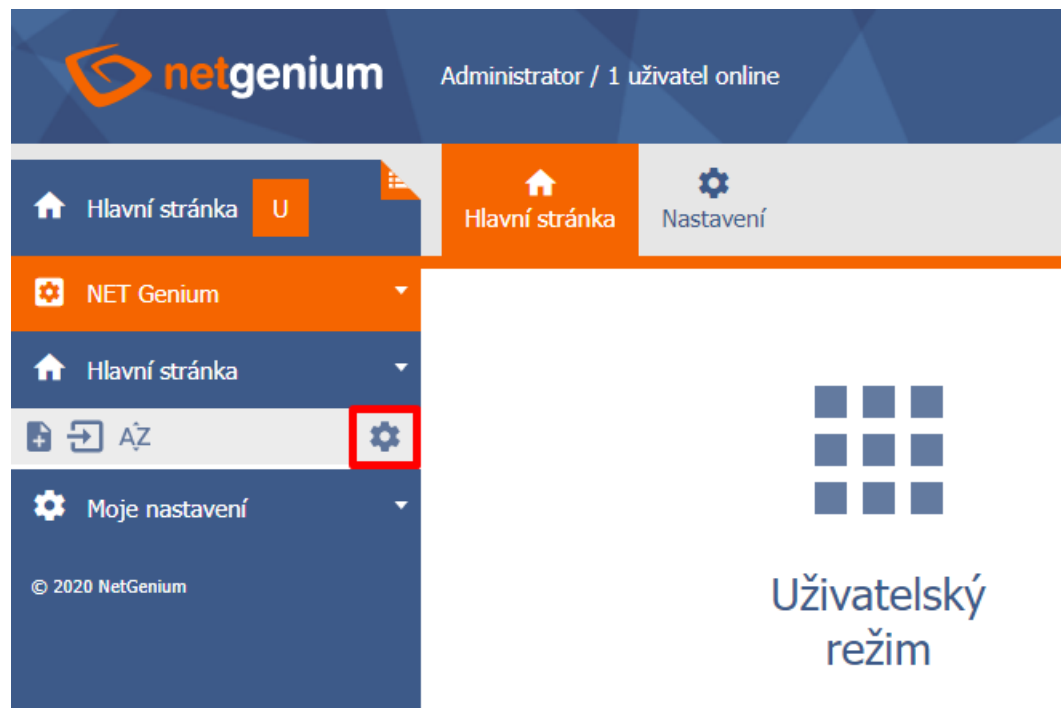 netgenium
Administrator / 1 uživatel online
Hlavní stránka U
Hlavní stránka
Nastavení
NET Genium
Hlavní stránka
AZ
Moje nastavení
© 2020 NetGenium
Uživatelský
režim